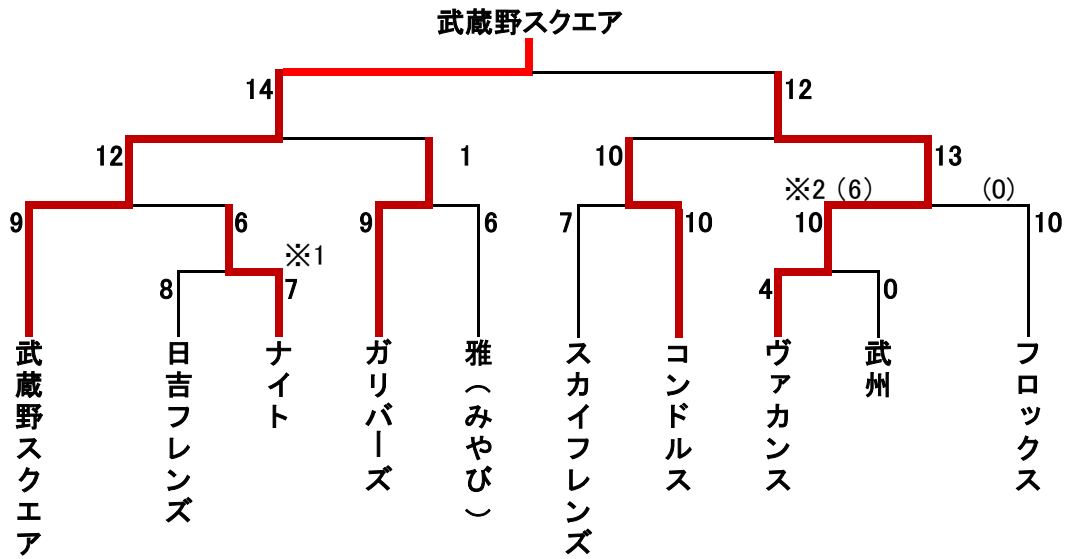 武蔵野スクエア
14
12
12
1
10
13
※2（6）
（0）
9
6
9
6
7
10
10
10
※1
8
7
4
0
武蔵野スクエア
日吉フレンズ
ナイト
ガリバーズ
雅（みやび）
スカイフレンズ
コンドルス
ヴァカンス
武州
フロックス